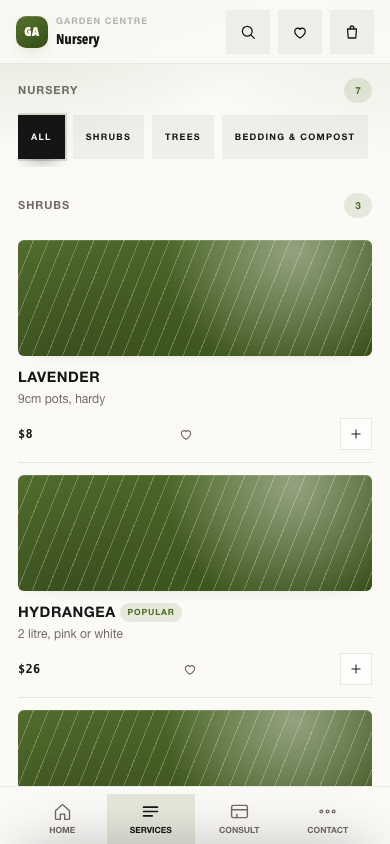 GA
GARDEN CENTRE
Nursery
NURSERY 7
ALL SHRUBS TREES BEDDING & COMPOST
SHRUBS 3
LAVENDER
9cm pots, hardy
$8
HYDRANGEA POPULAR
2 litre, pink or white
$26
HOME SERVICES CONSULT CONTACT